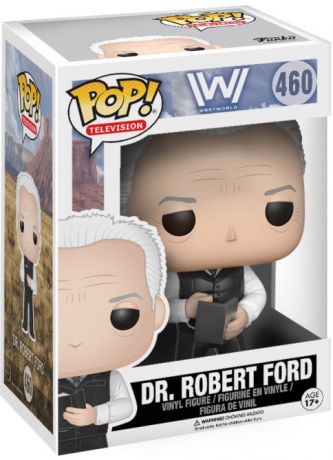 POP!
TELEVISION
Funko
W
WESTWORLD
460
POP!
TELEVISION
DR. ROBERT FORD
DR. ROBERT FORD
VINYL FIGURE / FIGURINE EN VINYLE /
FIGURA DE VINIL
AGE
17+